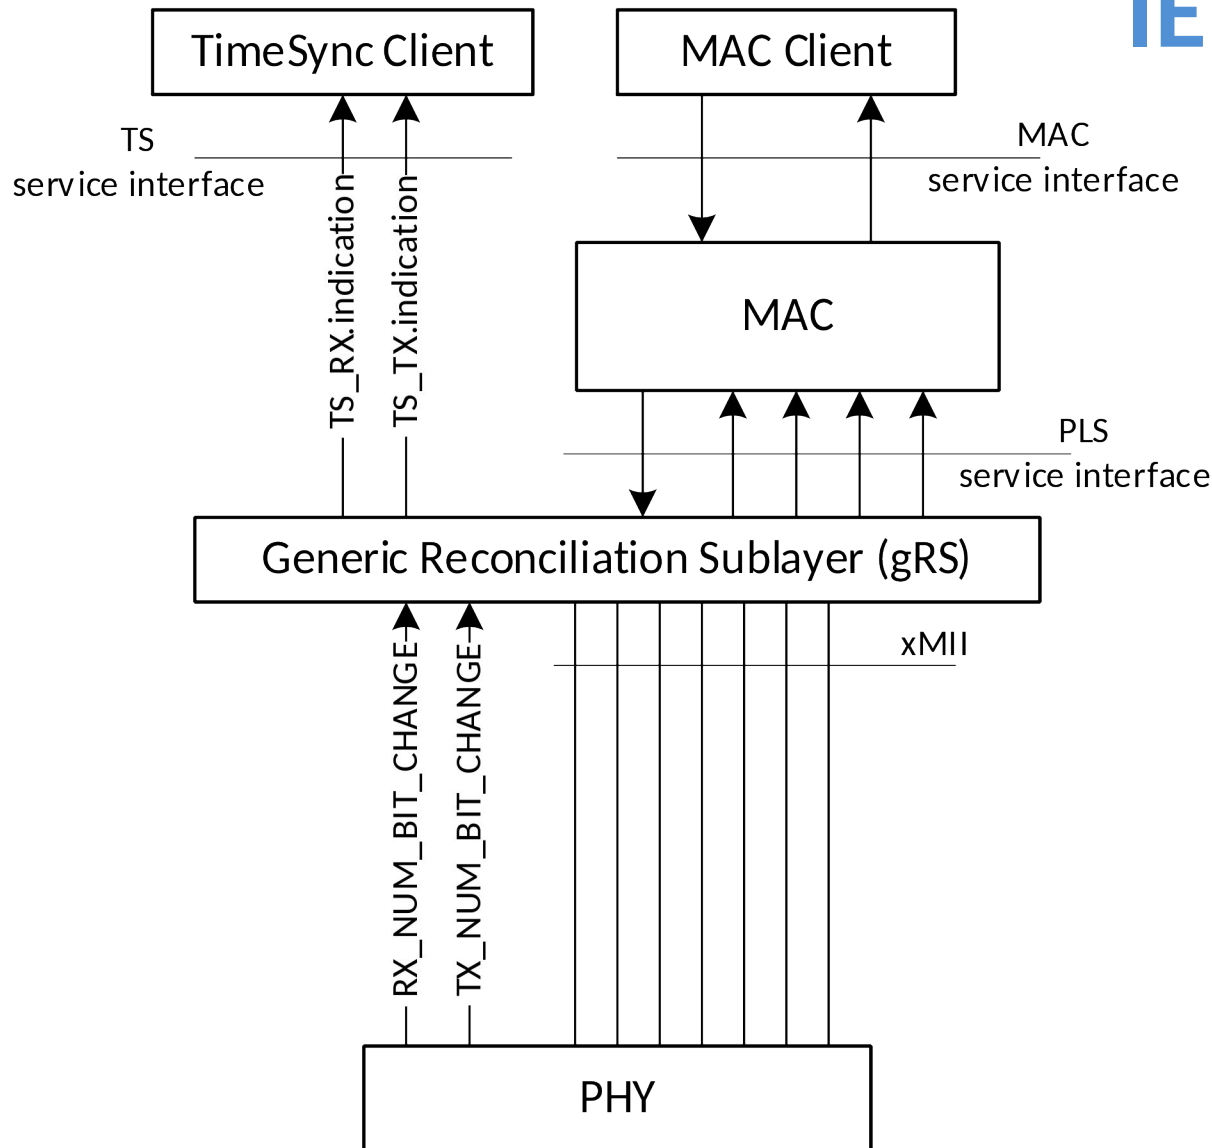 IE
TimeSync Client
MAC Client
TS
service interface
MAC
service interface
TS_RX.indication
TS_TX.indication
MAC
PLS
service interface
Generic Reconciliation Sublayer (gRS)
xMII
RX_NUM_BIT_CHANGE
TX_NUM_BIT_CHANGE
PHY